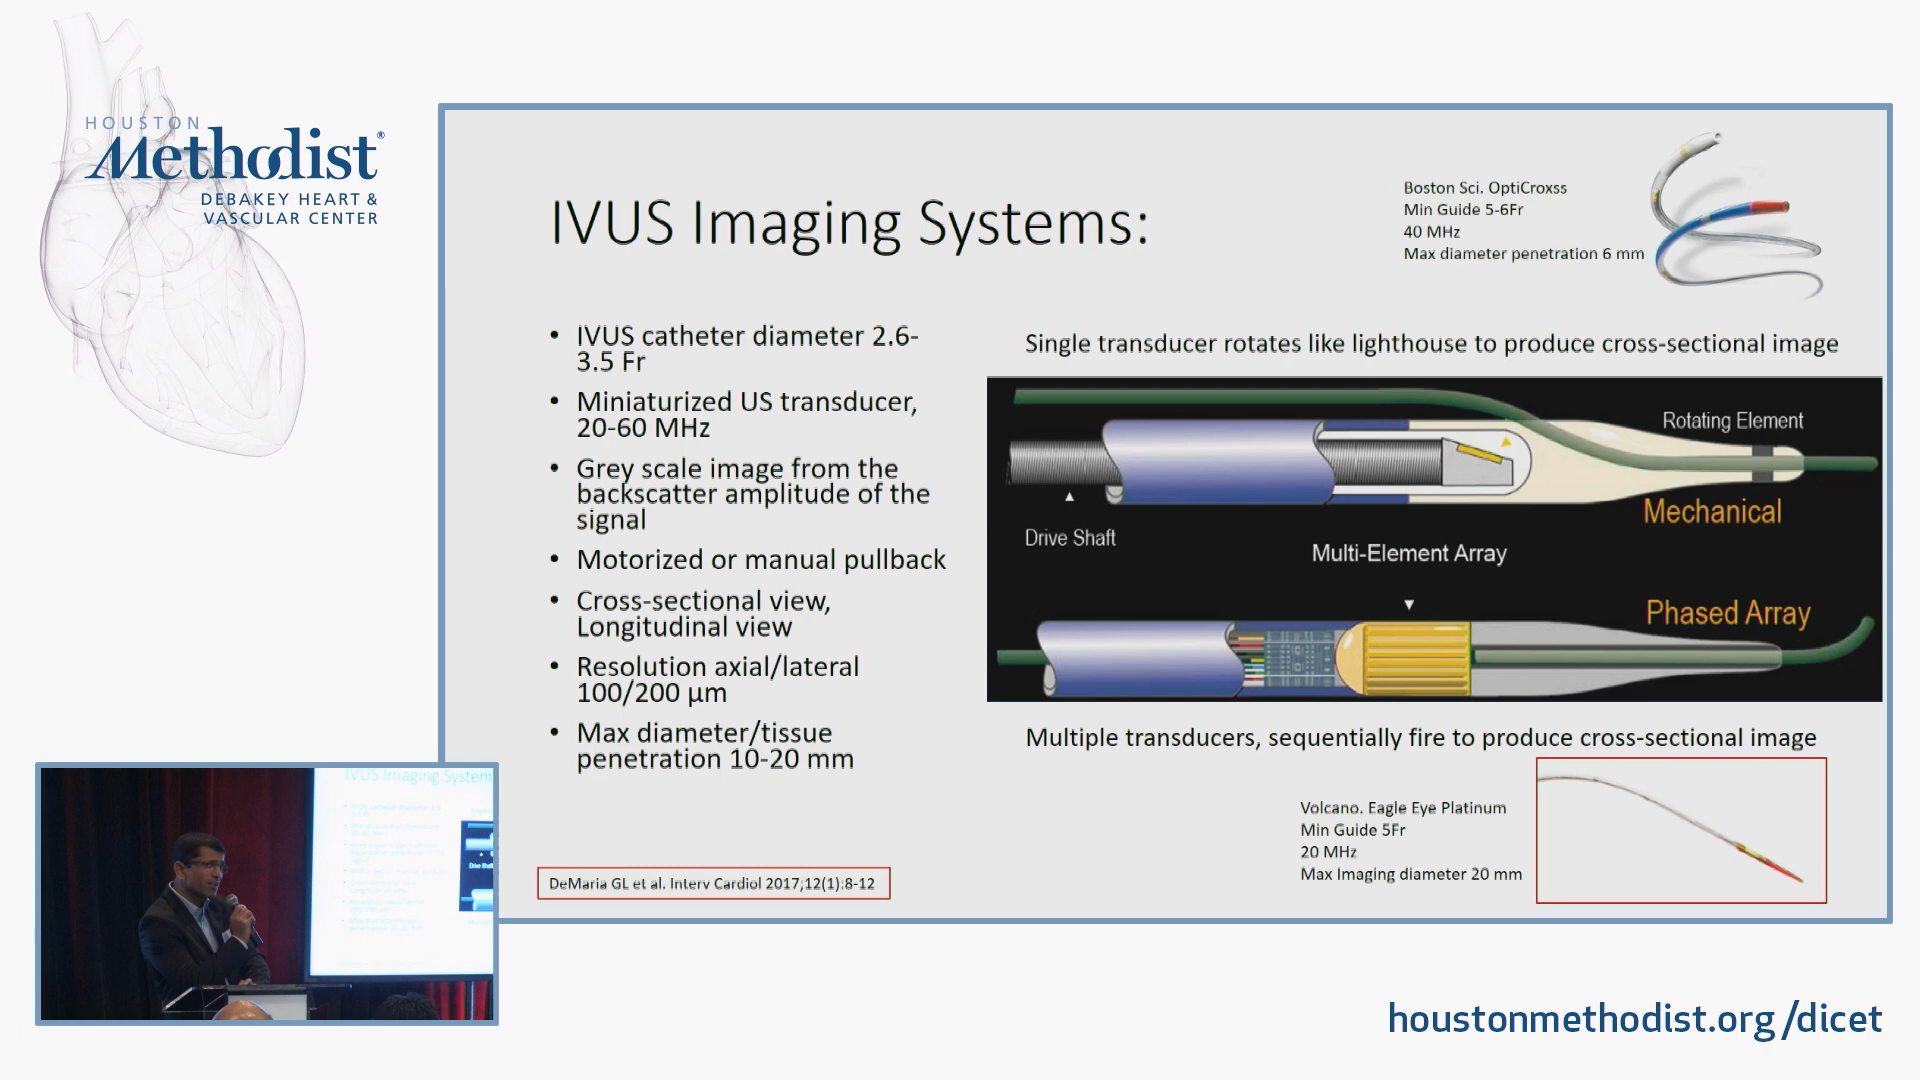 HOUSTON
Methodist®
DEBAKEY HEART &
VASCULAR CENTER
IVUS Imaging Systems:
Boston Sci. OptiCroxss
Min Guide 5-6Fr
40 MHz
Max diameter penetration 6 mm
• IVUS catheter diameter 2.6-
3.5 Fr
• Miniaturized US transducer,
20-60 MHz
• Grey scale image from the
backscatter amplitude of the
signal
• Motorized or manual pullback
• Cross-sectional view,
Longitudinal view
• Resolution axial/lateral
100/200 µm
• Max diameter/tissue
penetration 10-20 mm
Single transducer rotates like lighthouse to produce cross-sectional image
Rotating Element
Mechanical
Drive Shaft
Multi-Element Array
Phased Array
Multiple transducers, sequentially fire to produce cross-sectional image
Volcano. Eagle Eye Platinum
Min Guide 5Fr
20 MHz
Max Imaging diameter 20 mm
DeMaria GL et al. Interv Cardiol 2017;12(1):8-12
IVUS Imaging System
Drive Sha
houstonmethodist.org/dicet